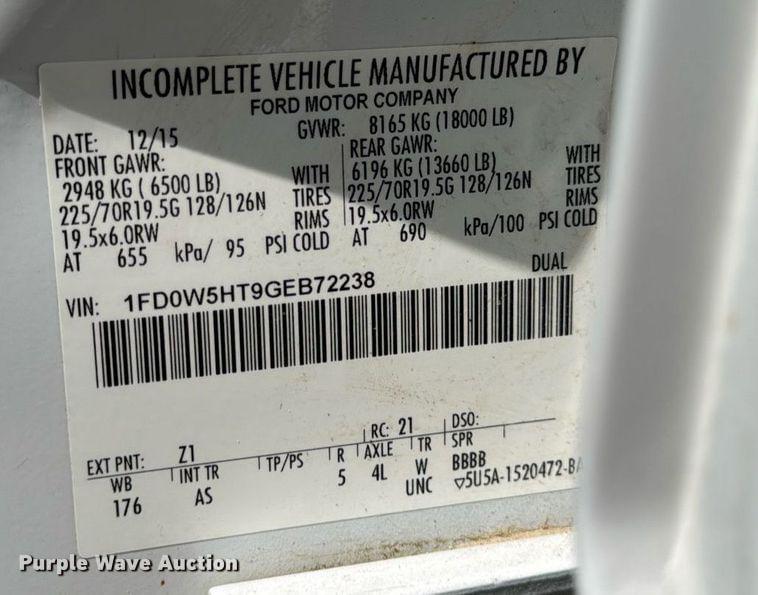 INCOMPLETE VEHICLE MANUFACTURED BY
FORD MOTOR COMPANY
DATE: 12/15
GVWR: 8165 KG (18000 LB)
FRONT GAWR:
2948 KG ( 6500 LB) WITH
225/70R19.5G 128/126N TIRES
19.5x6.0RW RIMS
AT 655 kPa/ 95 PSI COLD
REAR GAWR:
6196 KG (13660 LB) WITH
225/70R19.5G 128/126N TIRES
19.5x6.0RW RIMS
AT 690 kPa/100 PSI COLD
DUAL
VIN: 1FD0W5HT9GEB72238
EXT PNT: Z1 RC: 21 DSO:
WB INT TR TP/PS R AXLE TR SPR
176 AS 5 4L W BBBB
UNC ▽5U5A-1520472-BA
Purple Wave Auction